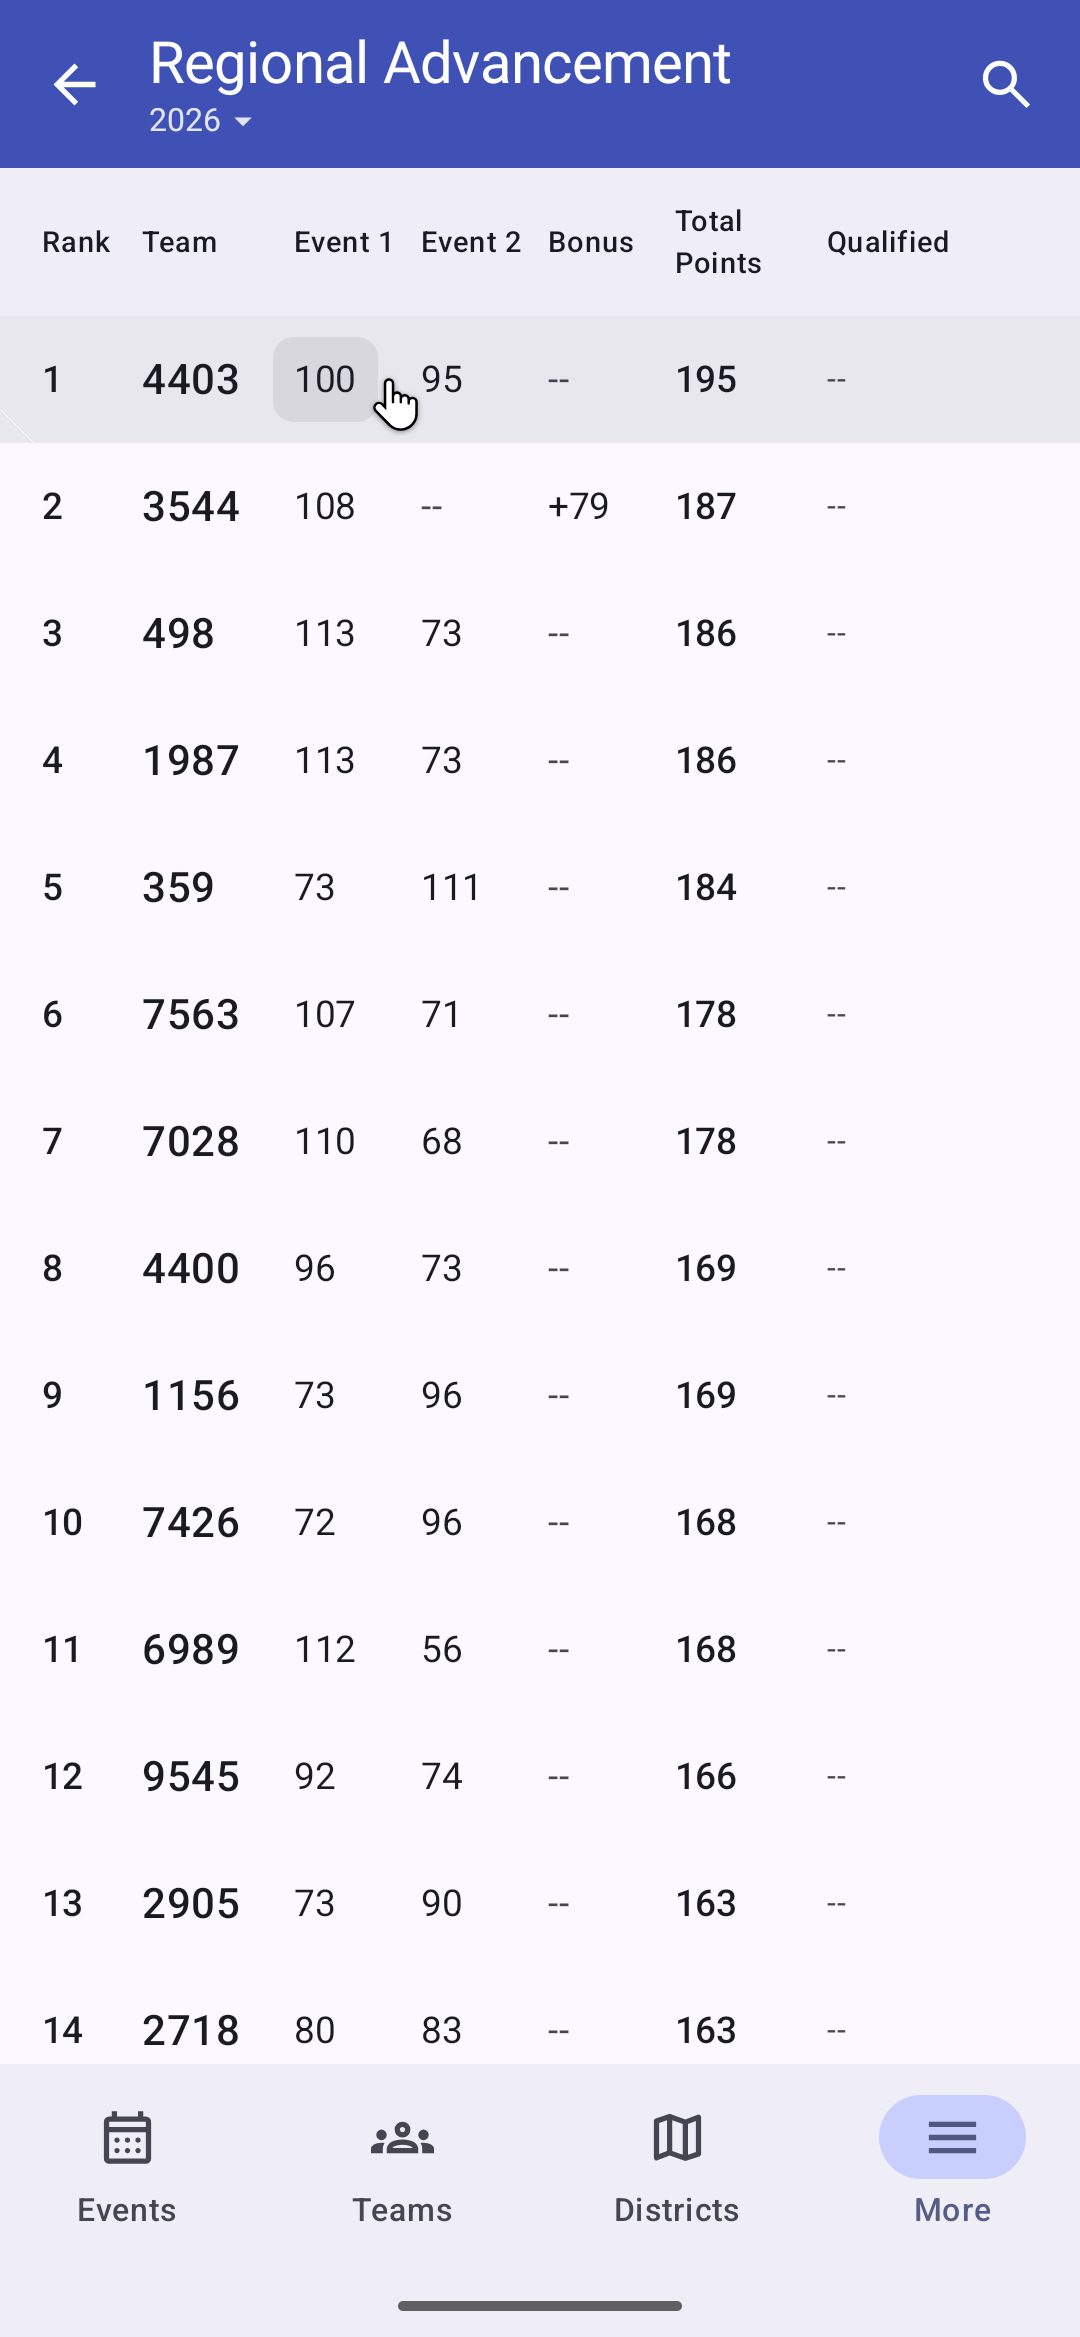 Regional Advancement
2026
Rank Team Event 1 Event 2 Bonus Total Points Qualified
1 4403 100 95 -- 195 --
2 3544 108 -- +79 187 --
3 498 113 73 -- 186 --
4 1987 113 73 -- 186 --
5 359 73 111 -- 184 --
6 7563 107 71 -- 178 --
7 7028 110 68 -- 178 --
8 4400 96 73 -- 169 --
9 1156 73 96 -- 169 --
10 7426 72 96 -- 168 --
11 6989 112 56 -- 168 --
12 9545 92 74 -- 166 --
13 2905 73 90 -- 163 --
14 2718 80 83 -- 163 --
Events Teams Districts More